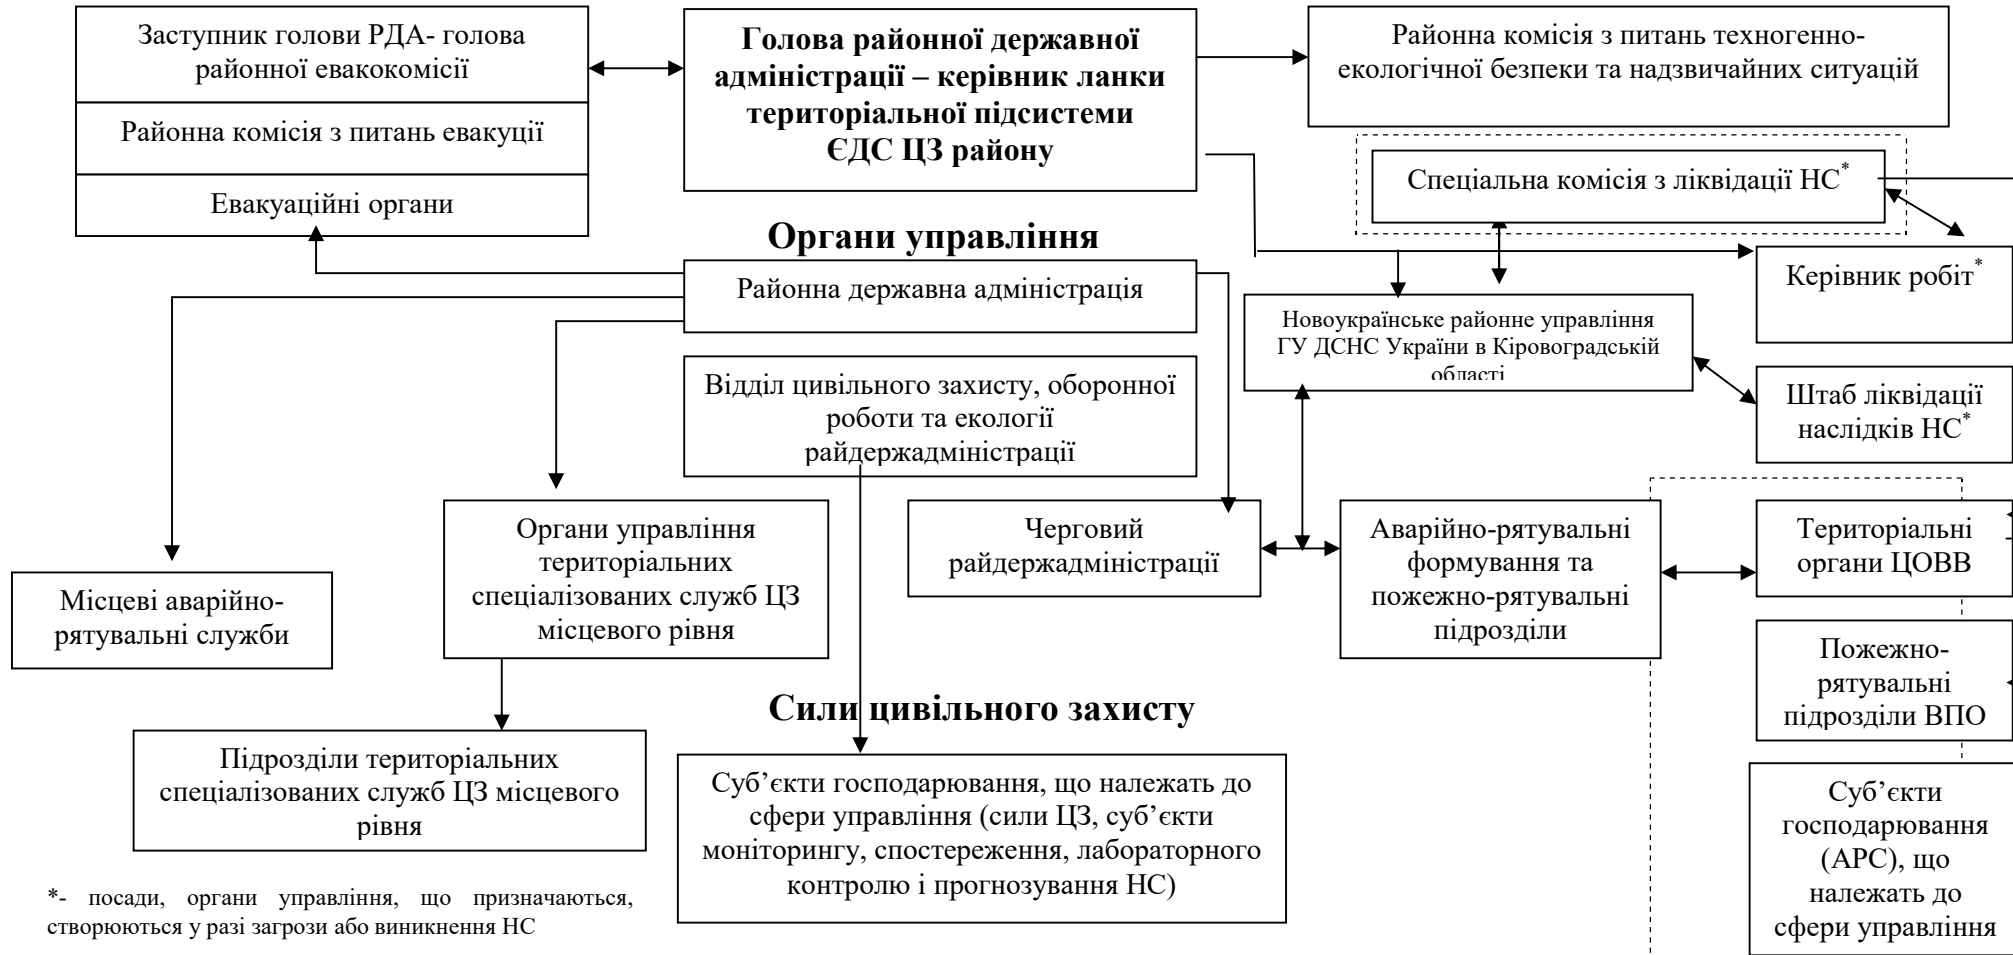 Заступник голови РДА- голова
районної евакокомісії
Районна комісія з питань евакуції
Евакуаційні органи
Голова районної державної
адміністрації – керівник ланки
територіальної підсистеми
ЄДС ЦЗ району
Районна комісія з питань техногенно-
екологічної безпеки та надзвичайних ситуацій
Спеціальна комісія з ліквідації НС*
Органи управління
Районна державна адміністрація
Керівник робіт*
Новоукраїнське районне управління
ГУ ДСНС України в Кіровоградській
області
Відділ цивільного захисту, оборонної
роботи та екології
райдержадміністрації
Штаб ліквідації
наслідків НС*
Органи управління
територіальних
спеціалізованих служб ЦЗ
місцевого рівня
Черговий
райдержадміністрації
Аварійно-рятувальні
формування та
пожежно-рятувальні
підрозділи
Територіальні
органи ЦОВВ
Місцеві аварійно-
рятувальні служби
Пожежно-
рятувальні
підрозділи ВПО
Сили цивільного захисту
Підрозділи територіальних
спеціалізованих служб ЦЗ місцевого
рівня
Суб’єкти господарювання, що належать до
сфери управління (сили ЦЗ, суб’єкти
моніторингу, спостереження, лабораторного
контролю і прогнозування НС)
Суб’єкти
господарювання
(АРС), що
належать до
сфери управління
*- посади, органи управління, що призначаються,
створюються у разі загрози або виникнення НС